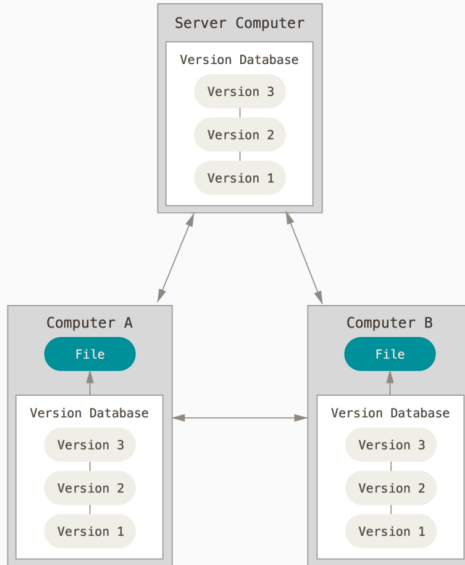 Server Computer
Version Database
Version 3
Version 2
Version 1
Computer A
File
Version Database
Version 3
Version 2
Version 1
Computer B
File
Version Database
Version 3
Version 2
Version 1